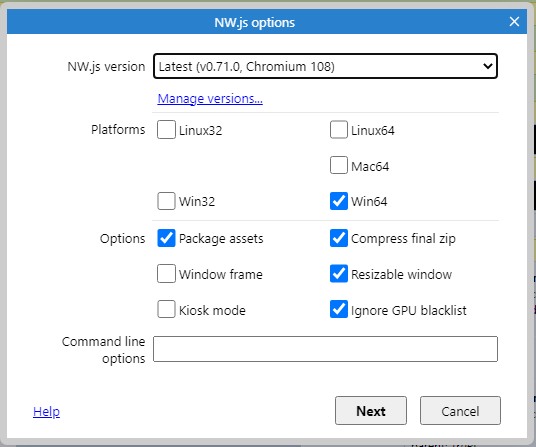 NW.js options
NW.js version Latest (v0.71.0, Chromium 108)
Manage versions...
Platforms Linux32 Linux64
Mac64
Win32 Win64
Options Package assets Compress final zip
Window frame Resizable window
Kiosk mode Ignore GPU blacklist
Command line
options
Help Next Cancel